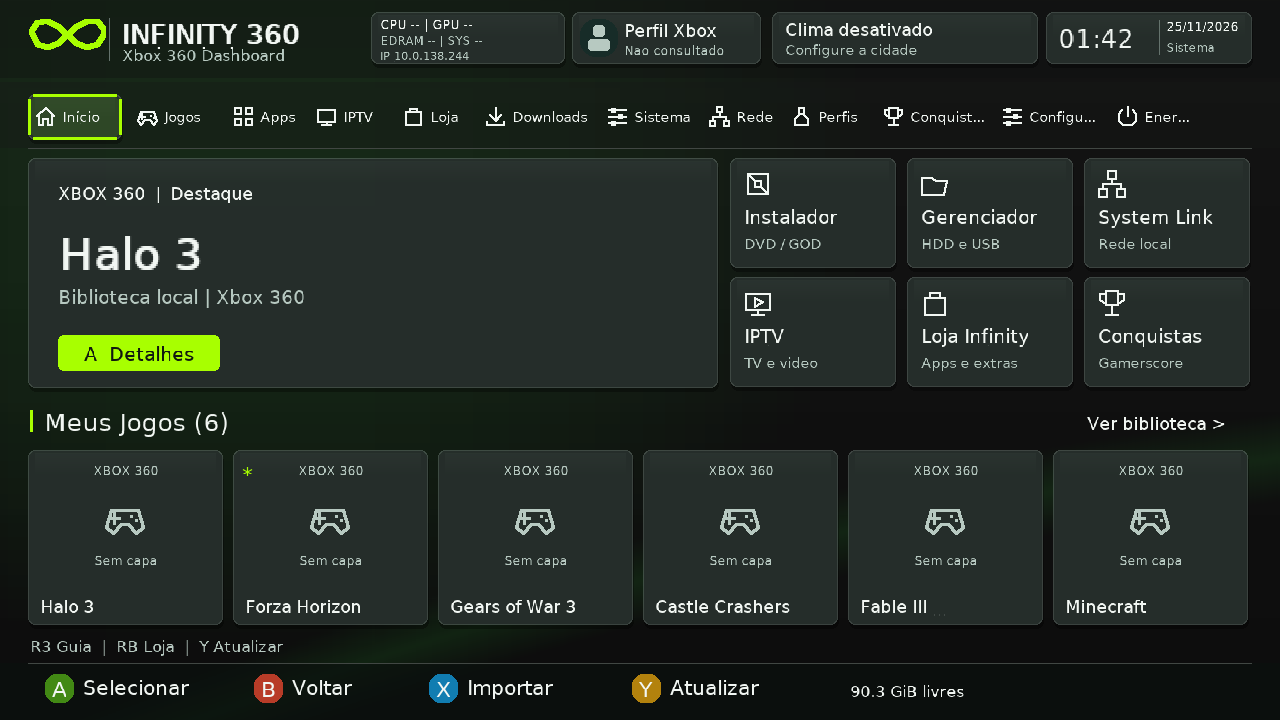 INFINITY 360
Xbox 360 Dashboard
CPU -- | GPU --
EDRAM -- | SYS --
IP 10.0.138.244
Perfil Xbox
Nao consultado
Clima desativado
Configure a cidade
01:42
25/11/2026
Sistema
Início
Jogos
Apps
IPTV
Loja
Downloads
Sistema
Rede
Perfis
Conquist...
Configu...
Ener...
XBOX 360 | Destaque
Halo 3
Biblioteca local | Xbox 360
A Detalhes
Instalador
DVD / GOD
Gerenciador
HDD e USB
System Link
Rede local
IPTV
TV e video
Loja Infinity
Apps e extras
Conquistas
Gamerscore
Meus Jogos (6)
Ver biblioteca >
XBOX 360
Sem capa
Halo 3
*
XBOX 360
Sem capa
Forza Horizon
XBOX 360
Sem capa
Gears of War 3
XBOX 360
Sem capa
Castle Crashers
XBOX 360
Sem capa
Fable III ...
XBOX 360
Sem capa
Minecraft
R3 Guia | RB Loja | Y Atualizar
A Selecionar
B Voltar
X Importar
Y Atualizar
90.3 GiB livres